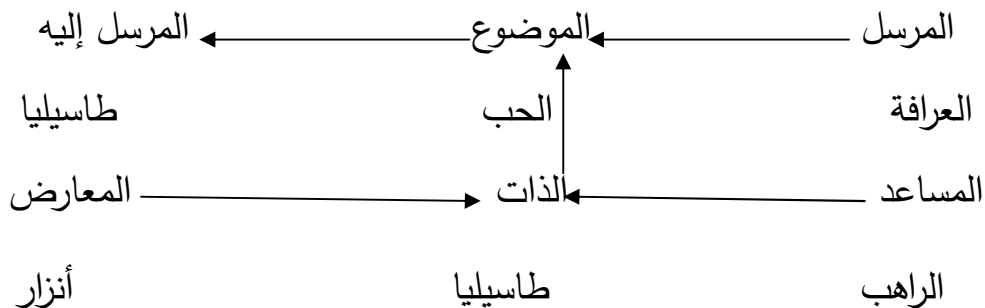 المرسل الموضوع المرسل إليه
العرافة الحب طاسيليا
المساعد الذات المعارض
الراهب طاسيليا أنزار